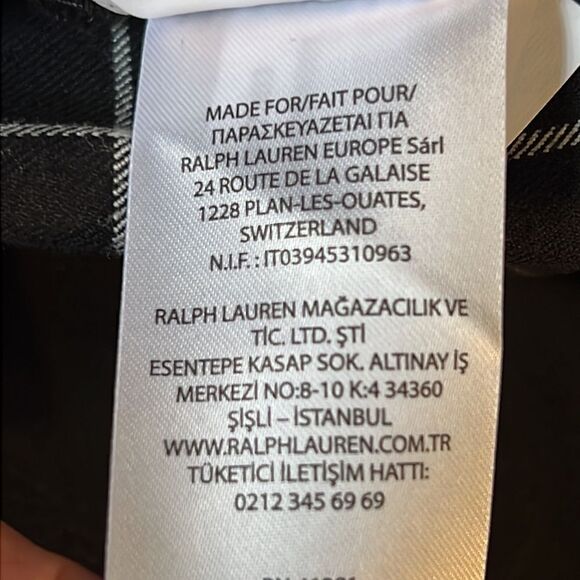 MADE FOR/FAIT POUR/
ΠΑΡΑΣΚΕΥΑΖΕΤΑΙ ΓΙΑ
RALPH LAUREN EUROPE Sárl
24 ROUTE DE LA GALAISE
1228 PLAN-LES-OUATES,
SWITZERLAND
N.I.F. : IT03945310963
RALPH LAUREN MAĞAZACILIK VE
TİC. LTD. ŞTİ
ESENTEPE KASAP SOK. ALTINAY İŞ
MERKEZİ NO:8-10 K:4 34360
ŞİŞLİ – İSTANBUL
WWW.RALPHLAUREN.COM.TR
TÜKETİCİ İLETİŞİM HATTI:
0212 345 69 69